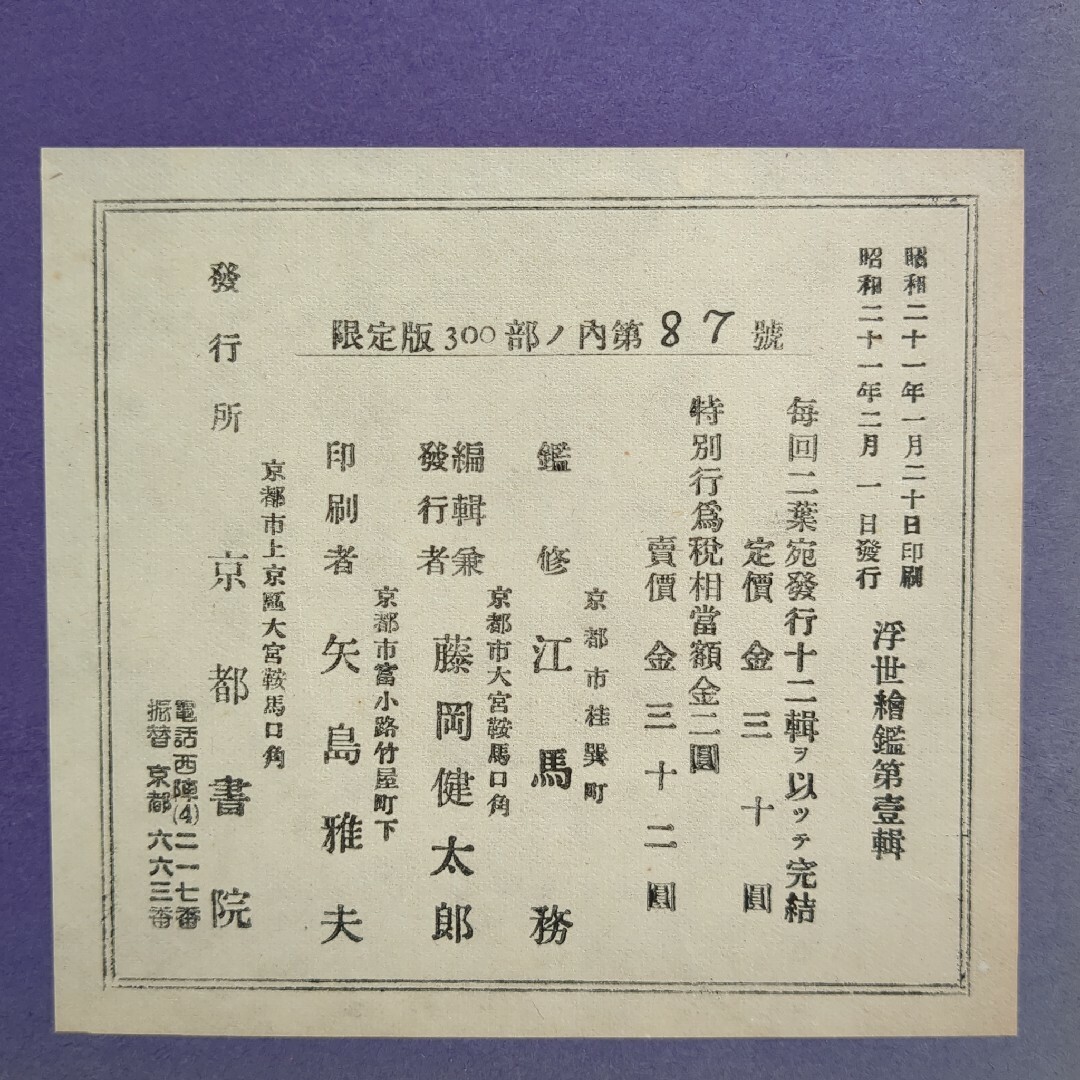 昭和二十一年一月二十日印刷
昭和二十一年二月一日發行
浮世繪鑑第壹輯
限定版300部ノ內第87號
每回二葉宛發行十二輯ヲ以ッテ完結
定價金三十圓
特別行爲稅相當額金二圓
賣價金三十二圓
京都市桂巽町
鑑修江馬務
京都市大宮鞍馬口角
編輯兼
發行者
藤岡健太郎
京都市富小路竹屋町下
印刷者矢島雅夫
京都市上京區大宮鞍馬口角
發行所京都書院
電話西陣(4)二一七番
振替京都六六三番